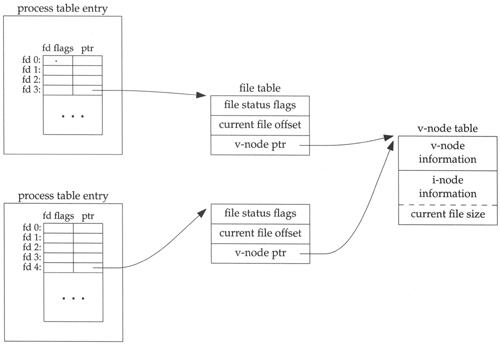 process table entry
fd flags ptr
fd 0:
fd 1:
fd 2:
fd 3:
. . .
file table
file status flags
current file offset
v-node ptr
v-node table
v-node
information
i-node
information
current file size
process table entry
fd flags ptr
fd 0:
fd 1:
fd 2:
fd 3:
fd 4:
. . .
file status flags
current file offset
v-node ptr